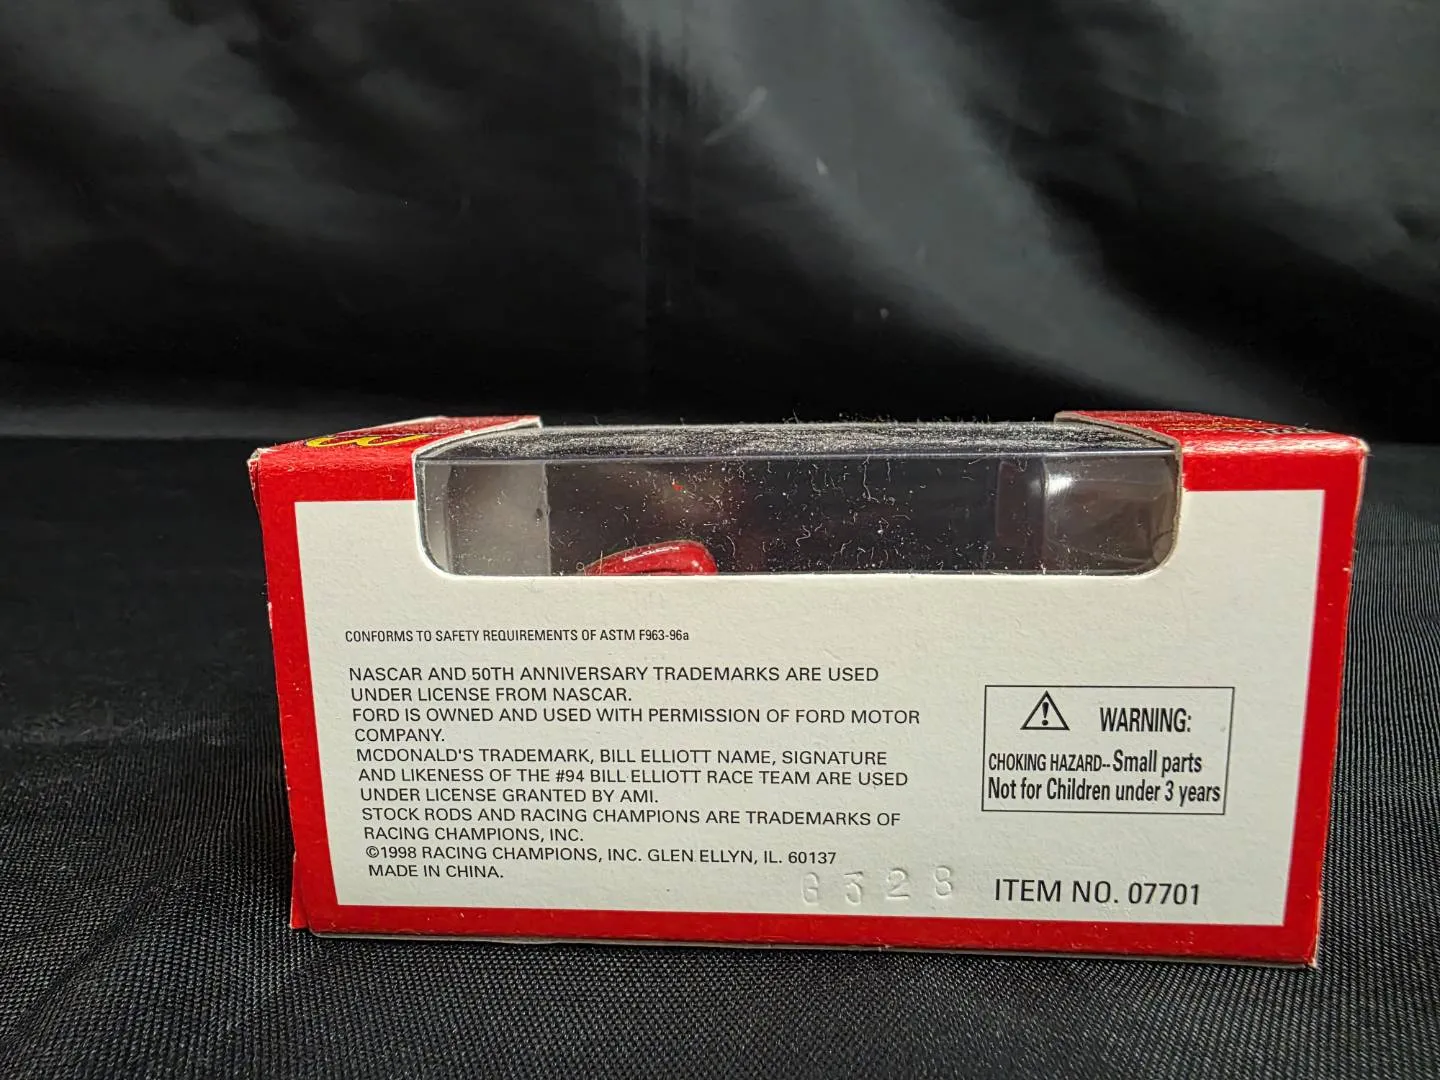 CONFORMS TO SAFETY REQUIREMENTS OF ASTM F963-96a
NASCAR AND 50TH ANNIVERSARY TRADEMARKS ARE USED
UNDER LICENSE FROM NASCAR.
FORD IS OWNED AND USED WITH PERMISSION OF FORD MOTOR
COMPANY.
MCDONALD'S TRADEMARK, BILL ELLIOTT NAME, SIGNATURE
AND LIKENESS OF THE #94 BILL ELLIOTT RACE TEAM ARE USED
UNDER LICENSE GRANTED BY AMI.
STOCK RODS AND RACING CHAMPIONS ARE TRADEMARKS OF
RACING CHAMPIONS, INC.
©1998 RACING CHAMPIONS, INC. GLEN ELLYN, IL. 60137
MADE IN CHINA.
WARNING:
CHOKING HAZARD--Small parts
Not for Children under 3 years
ITEM NO. 07701